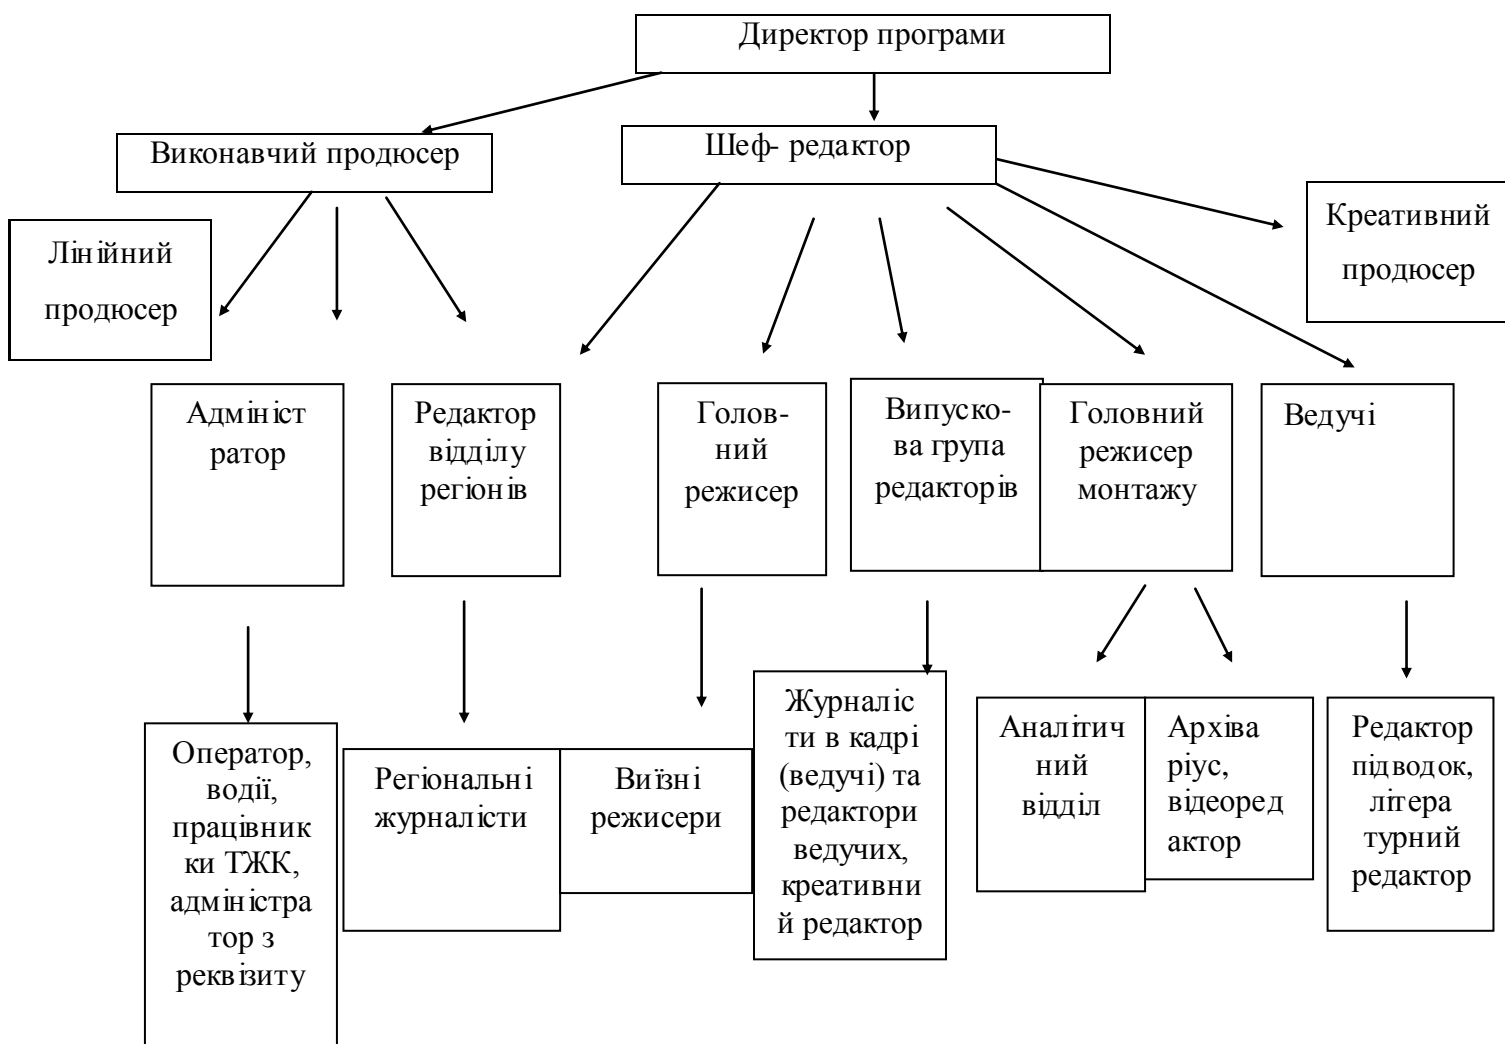 Директор програми
Виконавчий продюсер
Шеф- редактор
Креативний
продюсер
Лінійний
продюсер
Адмініст
ратор
Редактор
відділу
регіонів
Голов-
ний
режисер
Випуско-
ва група
редакторів
Головний
режисер
монтажу
Ведучі
Оператор,
водії,
працівник
ки ТЖК,
адміністра
тор з
реквізиту
Регіональні
журналісти
Виїзні
режисери
Журналіс
ти в кадрі
(ведучі) та
редактори
ведучих,
креативни
й редактор
Аналітич
ний
відділ
Архіва
ріус,
відеоред
актор
Редактор
підводок,
літера
турний
редактор